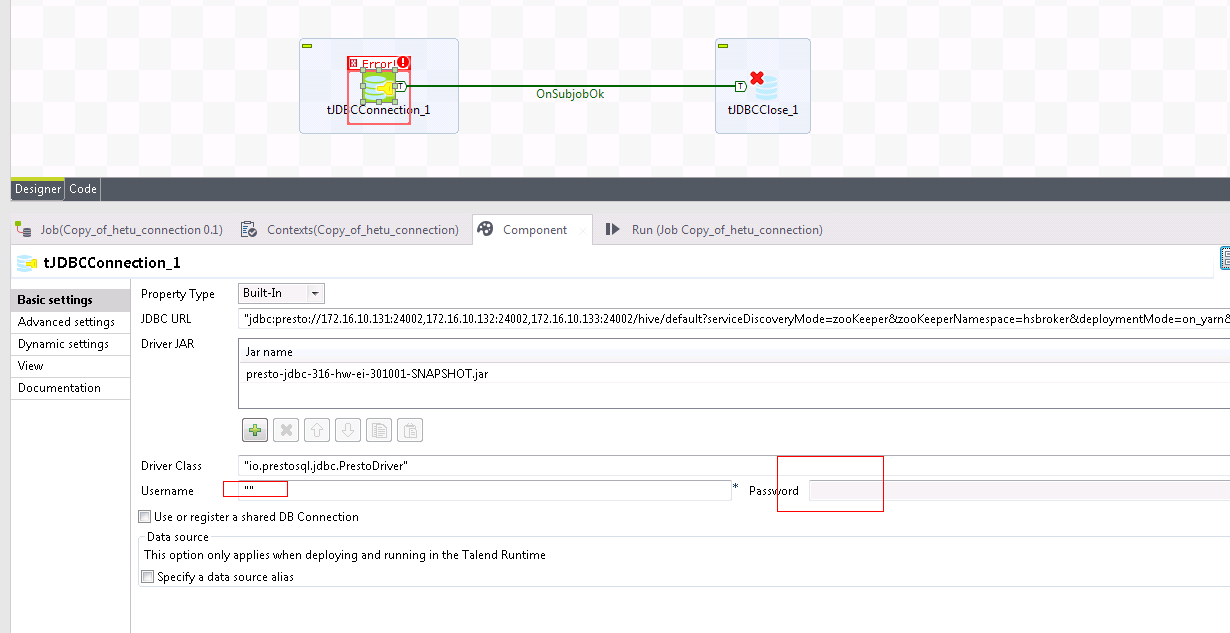 Error!
T
OnSubjobOk
T
tJDBCConnection_1
tJDBCClose_1
Designer
Code
Job(Copy_of_hetu_connection 0.1)
Contexts(Copy_of_hetu_connection)
Component
Run (Job Copy_of_hetu_connection)
tJDBCConnection_1
Basic settings
Advanced settings
Dynamic settings
View
Documentation
Property Type
Built-In
JDBC URL
"jdbc:presto://172.16.10.131:24002,172.16.10.132:24002,172.16.10.133:24002/hive/default?serviceDiscoveryMode=zooKeeper&zooKeeperNamespace=hsbroker&deploymentMode=on_yarn&
Driver JAR
Jar name
presto-jdbc-316-hw-ei-301001-SNAPSHOT.jar
Driver Class
"io.prestosql.jdbc.PrestoDriver"
Username
""
*
Password
Use or register a shared DB Connection
Data source
This option only applies when deploying and running in the Talend Runtime
Specify a data source alias